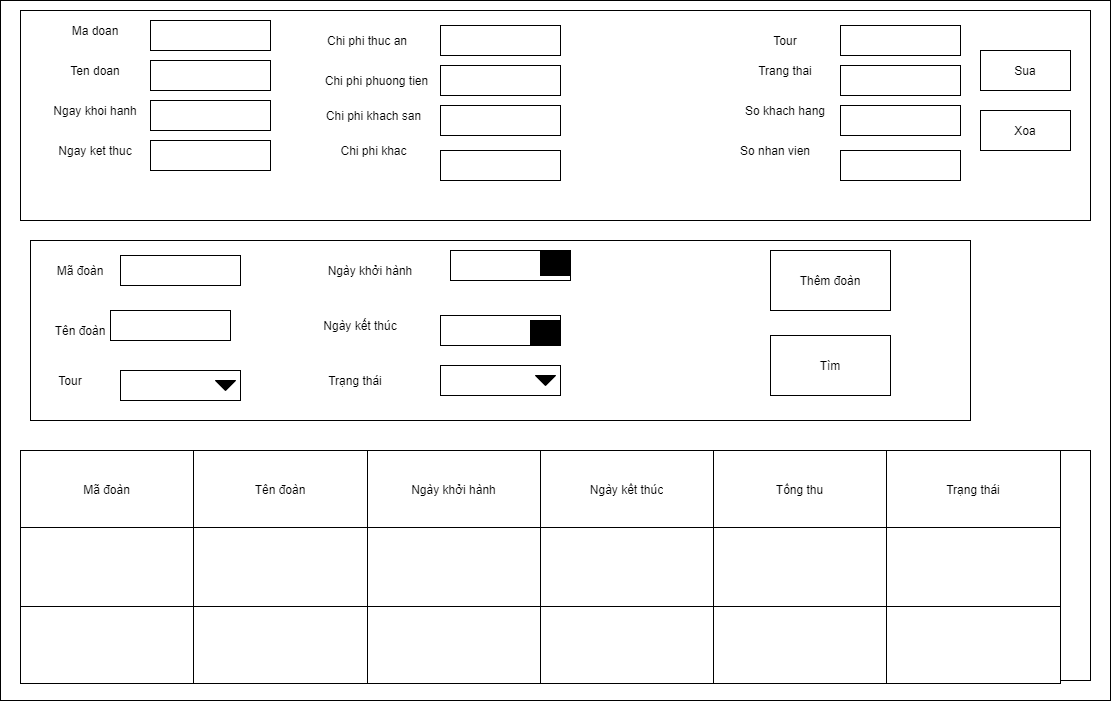 Ma doan
Chi phi thuc an
Tour
Ten doan
Chi phi phuong tien
Trang thai
Sua
Ngay khoi hanh
Chi phi khach san
So khach hang
Xoa
Ngay ket thuc
Chi phi khac
So nhan vien
Mã đoàn
Ngày khởi hành
Thêm đoàn
Tên đoàn
Ngày kết thúc
Tour
Trạng thái
Tìm
Mã đoàn
Tên đoàn
Ngày khởi hành
Ngày kết thúc
Tổng thu
Trạng thái